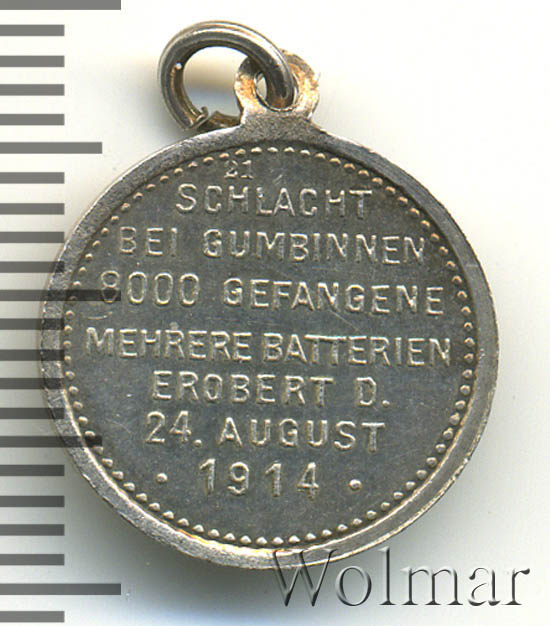 21
SCHLACHT
BEI GUMBINNEN
8000 GEFANGENE
MEHRERE BATTERIEN
EROBERT D.
24. AUGUST
· 1914 ·
Wolmar